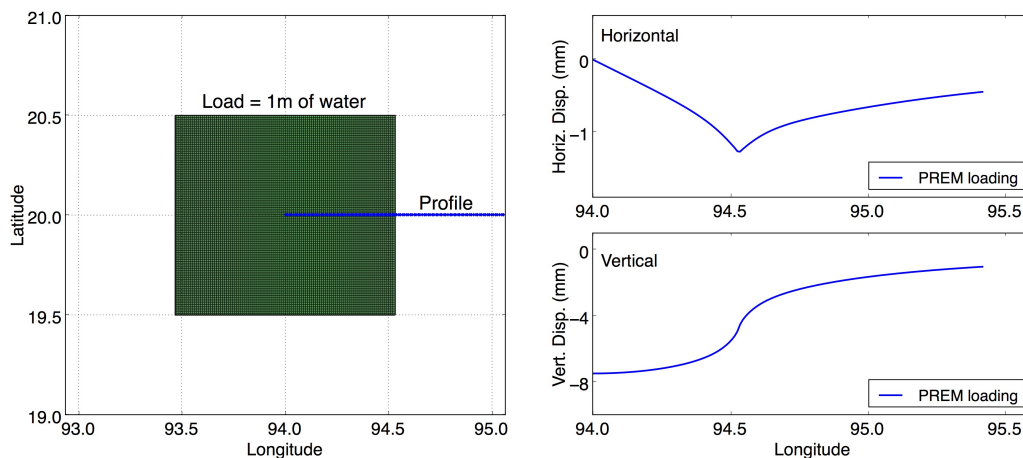 21.0
20.5
20.0
19.5
19.0
Latitude
Load = 1m of water
Profile
93.0 93.5 94.0 94.5 95.0
Longitude
Horizontal
0
−1
Horiz. Disp. (mm)
PREM loading
94.0 94.5 95.0 95.5
Vertical
0
−4
−8
Vert. Disp. (mm)
PREM loading
94.0 94.5 95.0 95.5
Longitude